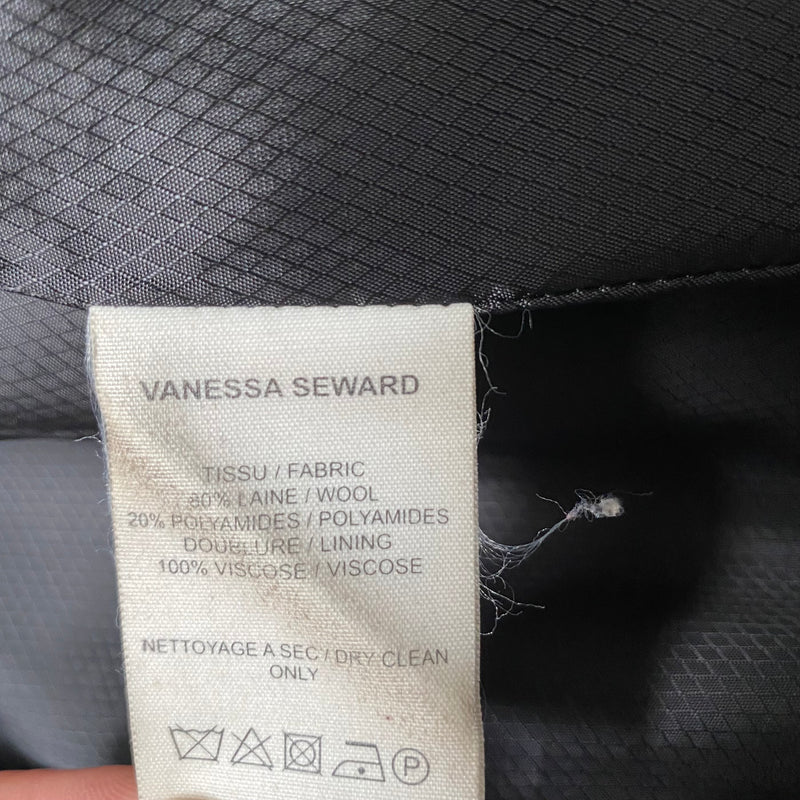 VANESSA SEWARD
TISSU / FABRIC
80% LAINE / WOOL
20% POLYAMIDES / POLYAMIDES
DOUBLURE / LINING
100% VISCOSE / VISCOSE
NETTOYAGE A SEC / DRY CLEAN
ONLY
P